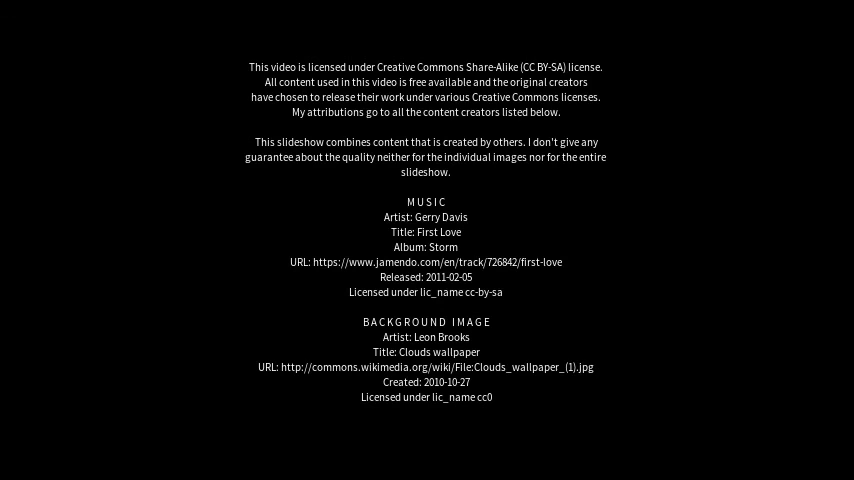 This video is licensed under Creative Commons Share-Alike (CC BY-SA) license.
All content used in this video is free available and the original creators
have chosen to release their work under various Creative Commons licenses.
My attributions go to all the content creators listed below.
This slideshow combines content that is created by others. I don't give any
guarantee about the quality neither for the individual images nor for the entire
slideshow.
MUSIC
Artist: Gerry Davis
Title: First Love
Album: Storm
URL: https://www.jamendo.com/en/track/726842/first-love
Released: 2011-02-05
Licensed under lic_name cc-by-sa
BACKGROUND IMAGE
Artist: Leon Brooks
Title: Clouds wallpaper
URL: http://commons.wikimedia.org/wiki/File:Clouds_wallpaper_(1).jpg
Created: 2010-10-27
Licensed under lic_name cc0